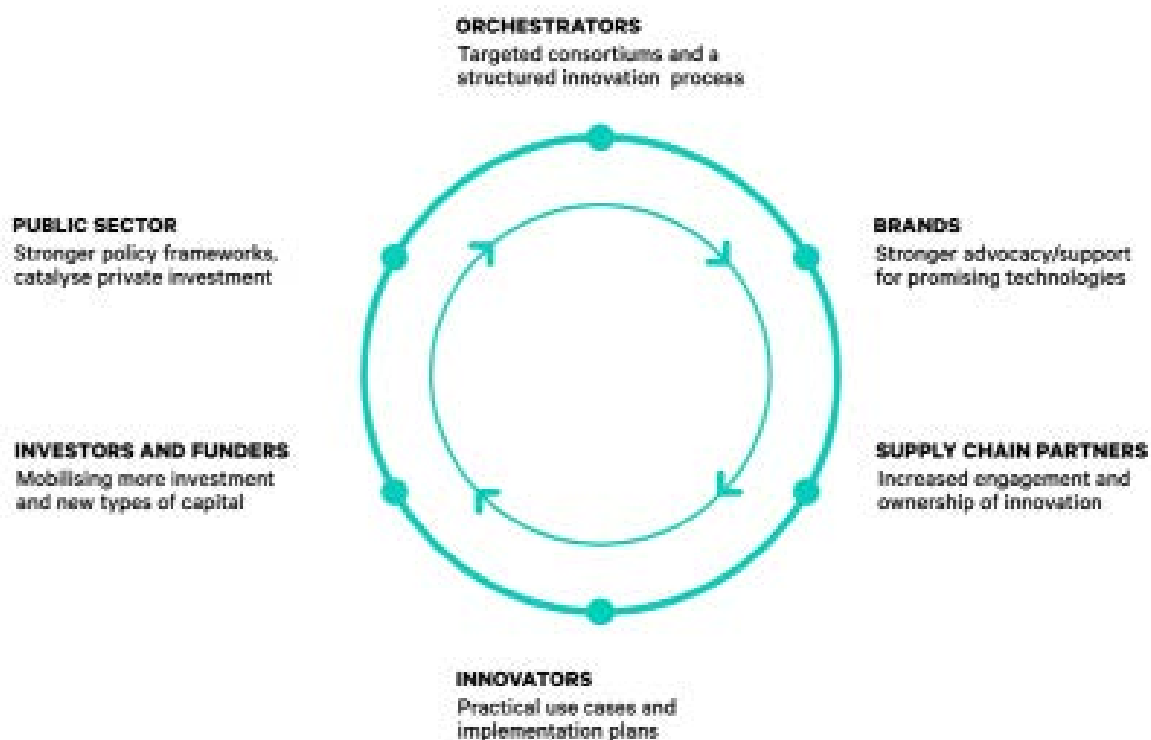 ORCHESTRATORS
Targeted consortiums and a
structured innovation process
PUBLIC SECTOR
Stronger policy frameworks,
catalyse private investment
BRANDS
Stronger advocacy/support
for promising technologies
INVESTORS AND FUNDERS
Mobilising more investment
and new types of capital
SUPPLY CHAIN PARTNERS
Increased engagement and
ownership of innovation
INNOVATORS
Practical use cases and
implementation plans